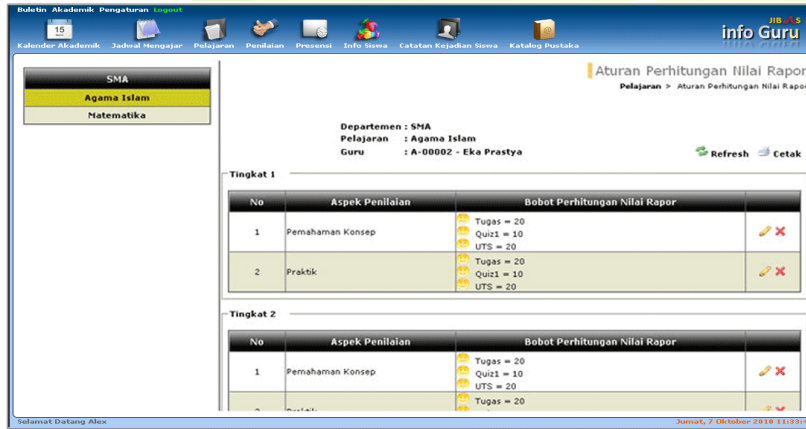 Buletin Akademik Pengaturan Logout
15
Kalender Akademik Jadwal Mengajar Pelajaran Penilaian Presensi Info Siswa Catatan Kejadian Siswa Katalog Pustaka
JIBAS
info Guru
SMA
Agama Islam
Matematika
Aturan Perhitungan Nilai Rapor
Pelajaran > Aturan Perhitungan Nilai Rapor
Departemen : SMA
Pelajaran : Agama Islam
Guru : A-00002 - Eka Prastya
Refresh Cetak
Tingkat 1
No Aspek Penilaian Bobot Perhitungan Nilai Rapor
1 Pemahaman Konsep
Tugas = 20
Quiz1 = 10
UTS = 20
2 Praktik
Tugas = 20
Quiz1 = 10
UTS = 20
Tingkat 2
No Aspek Penilaian Bobot Perhitungan Nilai Rapor
1 Pemahaman Konsep
Tugas = 20
Quiz1 = 10
UTS = 20
Tugas = 20
Selamat Datang Alex
Jumat, 7 Oktober 2010 11:33: